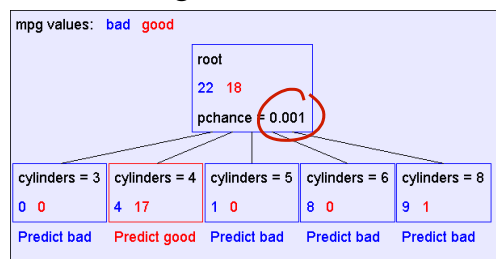 mpg values: bad good
root
22 18
pchance = 0.001
cylinders = 3 cylinders = 4 cylinders = 5 cylinders = 6 cylinders = 8
0 0 4 17 1 0 8 0 9 1
Predict bad Predict good Predict bad Predict bad Predict bad